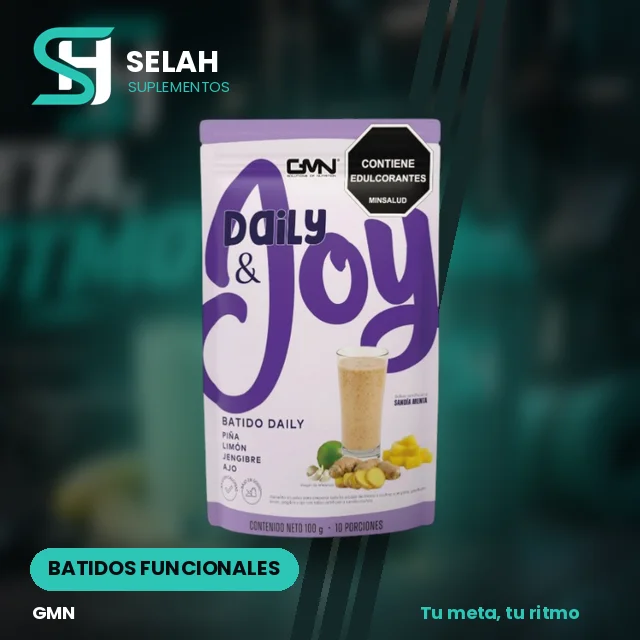 SELAH
SUPLEMENTOS
GMN
CONTIENE
EDULCORANTES
MINSALUD
Daily
&
Joy
SANDÍA MENTA
BATIDO DAILY
PIÑA
LIMÓN
JENGIBRE
AJO
CONTENIDO NETO 100 g - 10 PORCIONES
BATIDOS FUNCIONALES
GMN
Tu meta, tu ritmo